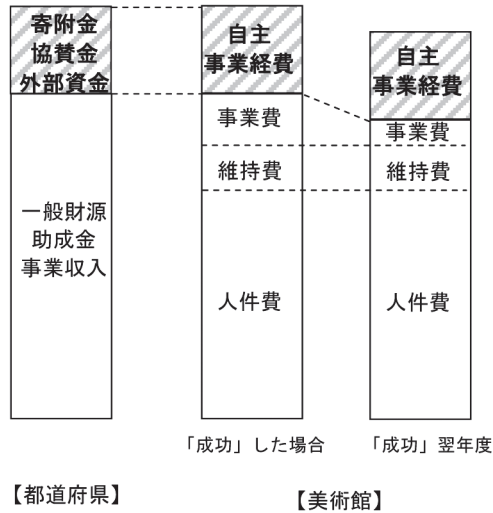 寄附金
協賛金
外部資金
一般財源
助成金
事業収入
自主
事業経費
事業費
維持費
人件費
自主
事業経費
事業費
維持費
人件費
「成功」した場合
「成功」翌年度
【都道府県】
【美術館】